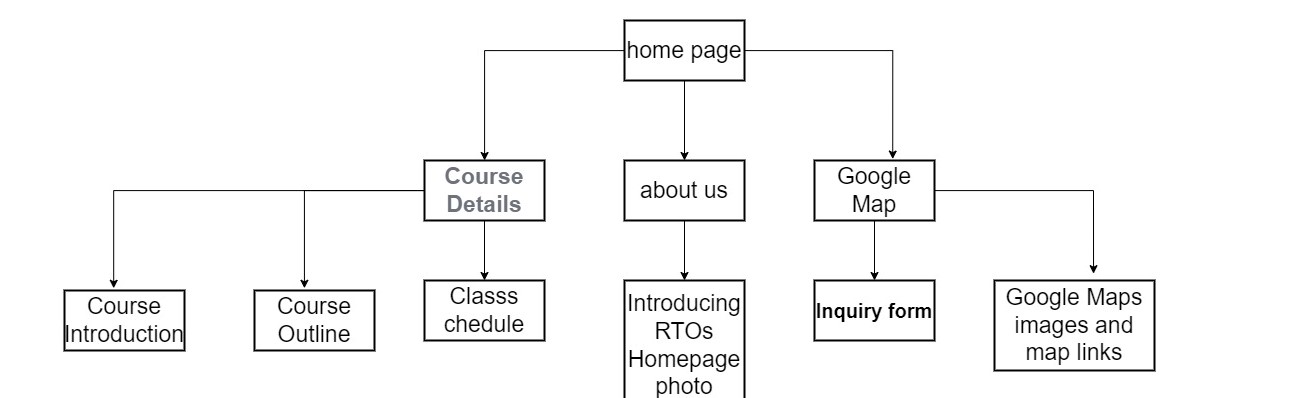 home page
Course
Details
about us
Google
Map
Course
Introduction
Course
Outline
Classs
chedule
Introducing
RTOs
Homepage
photo
Inquiry form
Google Maps
images and
map links